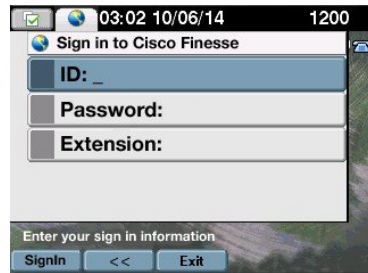 03:02 10/06/14 1200
Sign in to Cisco Finesse
ID: _
Password:
Extension:
Enter your sign in information
SignIn << Exit